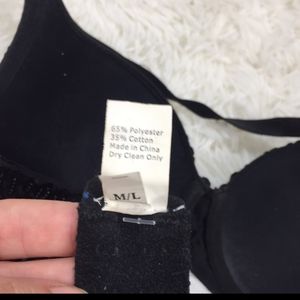 65% Polyester
35% Cotton
Made in China
Dry Clean Only
M/L